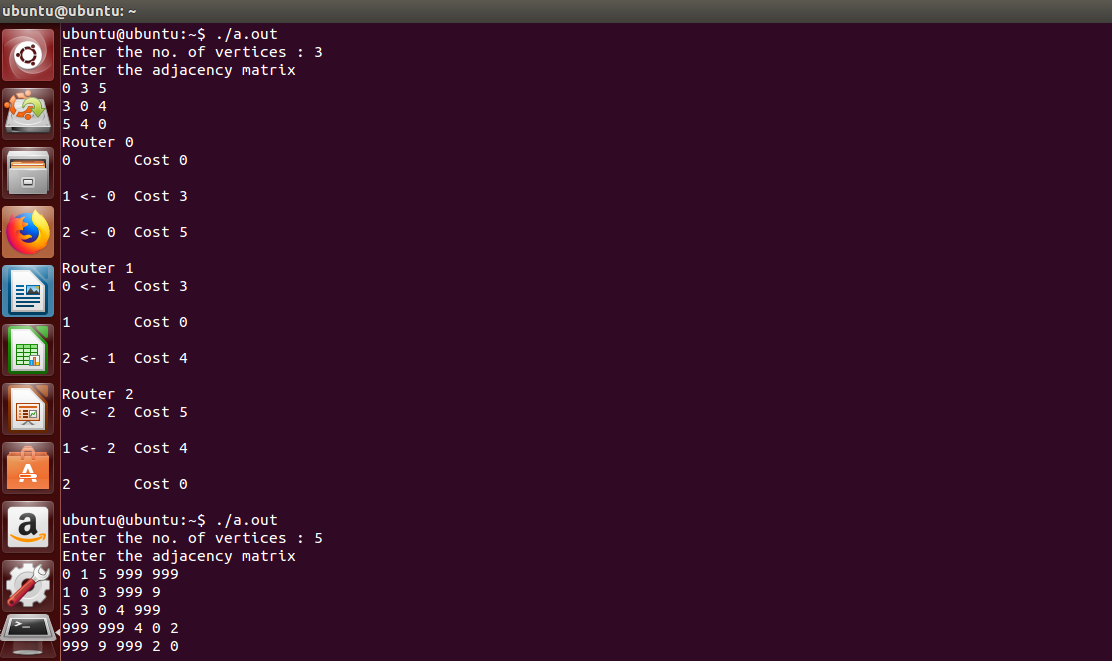 ubuntu@ubuntu: ~
ubuntu@ubuntu:~$ ./a.out
Enter the no. of vertices : 3
Enter the adjacency matrix
0 3 5
3 0 4
5 4 0
Router 0
0       Cost 0
1 <- 0  Cost 3
2 <- 0  Cost 5
Router 1
0 <- 1  Cost 3
1       Cost 0
2 <- 1  Cost 4
Router 2
0 <- 2  Cost 5
1 <- 2  Cost 4
2       Cost 0
ubuntu@ubuntu:~$ ./a.out
Enter the no. of vertices : 5
Enter the adjacency matrix
0 1 5 999 999
1 0 3 999 9
5 3 0 4 999
999 999 4 0 2
999 9 999 2 0